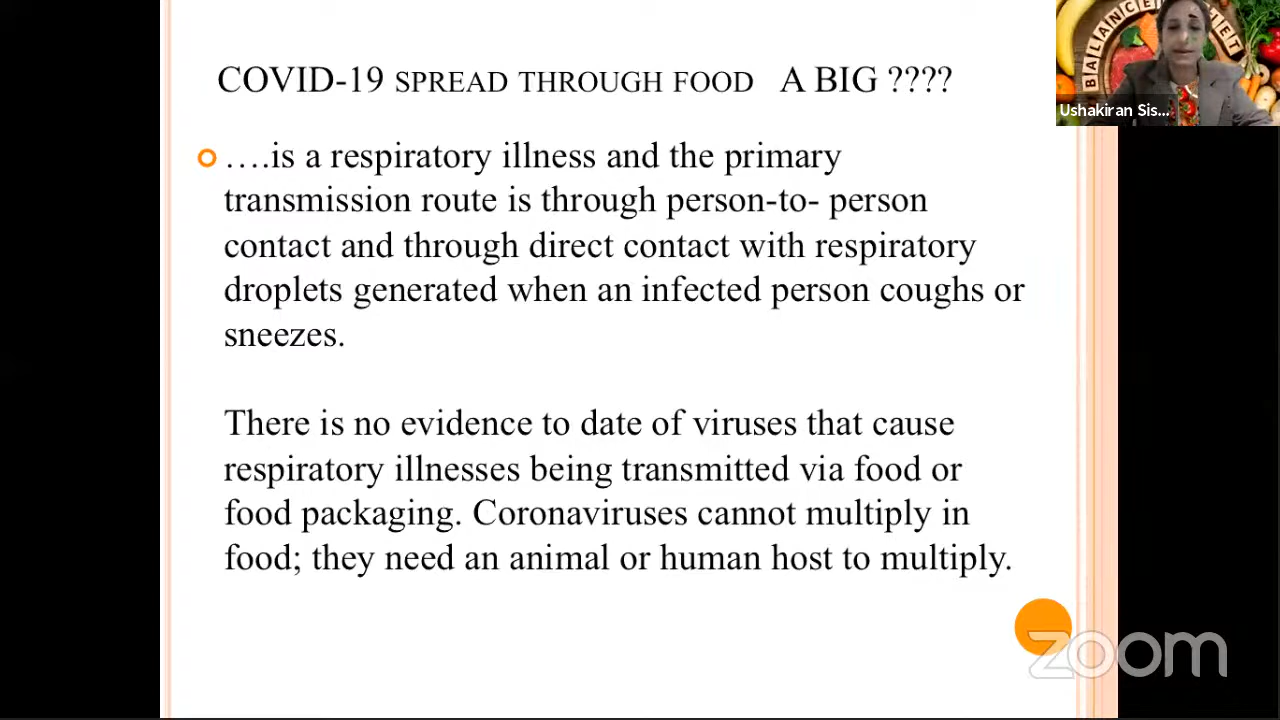 COVID-19 SPREAD THROUGH FOOD A BIG ????
….is a respiratory illness and the primary
transmission route is through person-to- person
contact and through direct contact with respiratory
droplets generated when an infected person coughs or
sneezes.
There is no evidence to date of viruses that cause
respiratory illnesses being transmitted via food or
food packaging. Coronaviruses cannot multiply in
food; they need an animal or human host to multiply.
BALANCE
Ushakiran Sis...
zoom